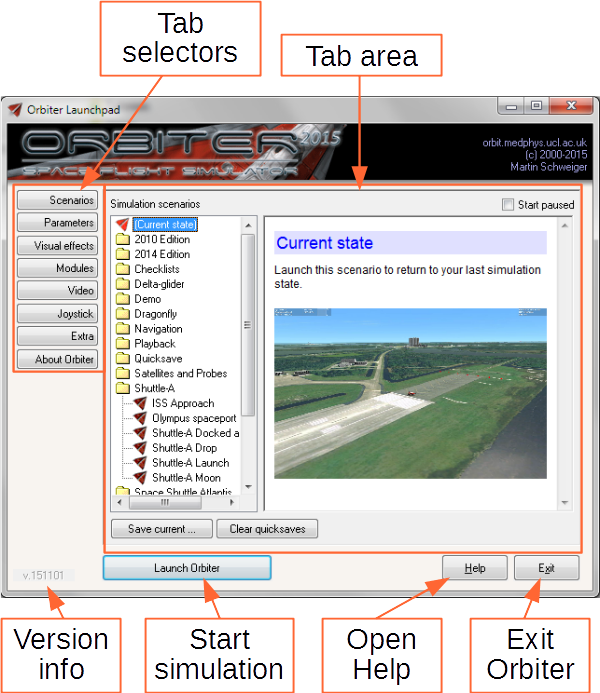 Tab
selectors
Tab area
Orbiter Launchpad
ORBITER 2015
SPACE FLIGHT SIMULATOR
orbit.medphys.ucl.ac.uk
(c) 2000-2015
Martin Schweiger
Scenarios
Parameters
Visual effects
Modules
Video
Joystick
Extra
About Orbiter
Simulation scenarios
Start paused
(Current state)
2010 Edition
2014 Edition
Checklists
Delta-glider
Demo
Dragonfly
Navigation
Playback
Quicksave
Satellites and Probes
Shuttle-A
ISS Approach
Olympus spaceport
Shuttle-A Docked a
Shuttle-A Drop
Shuttle-A Launch
Shuttle-A Moon
Space Shuttle Atlantis
Current state
Launch this scenario to return to your last simulation
state.
Save current ...
Clear quicksaves
v.151101
Launch Orbiter
Help
Exit
Version
info
Start
simulation
Open
Help
Exit
Orbiter